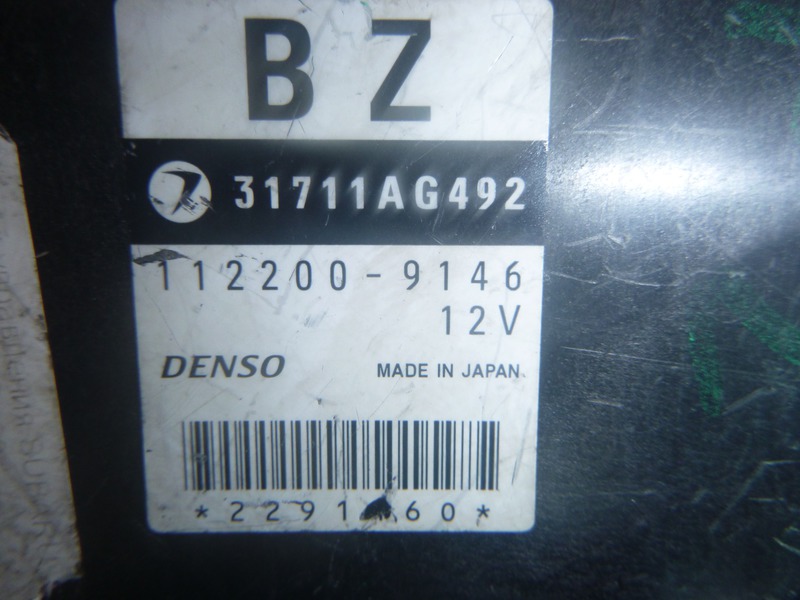 BZ
31711AG492
112200-9146
12V
DENSO
MADE IN JAPAN